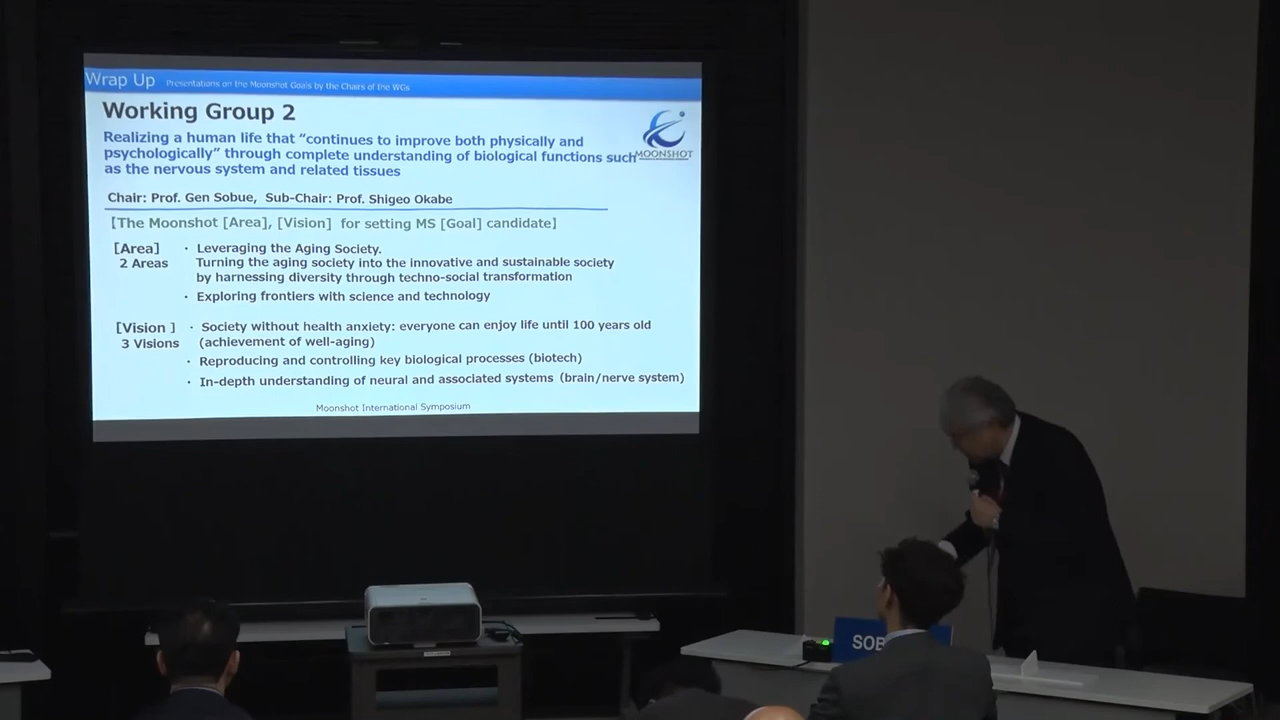 Wrap Up Presentations on the Moonshot Goals by the Chairs of the WGs
Working Group 2
MOONSHOT
Realizing a human life that “continues to improve both physically and
psychologically” through complete understanding of biological functions such
as the nervous system and related tissues
Chair: Prof. Gen Sobue, Sub-Chair: Prof. Shigeo Okabe
[The Moonshot [Area], [Vision] for setting MS [Goal] candidate]
[Area]
2 Areas
・ Leveraging the Aging Society.
Turning the aging society into the innovative and sustainable society
by harnessing diversity through techno-social transformation
・ Exploring frontiers with science and technology
[Vision ]
3 Visions
・ Society without health anxiety: everyone can enjoy life until 100 years old
(achievement of well-aging)
・ Reproducing and controlling key biological processes (biotech)
・ In-depth understanding of neural and associated systems (brain/nerve system)
Moonshot International Symposium
SOB